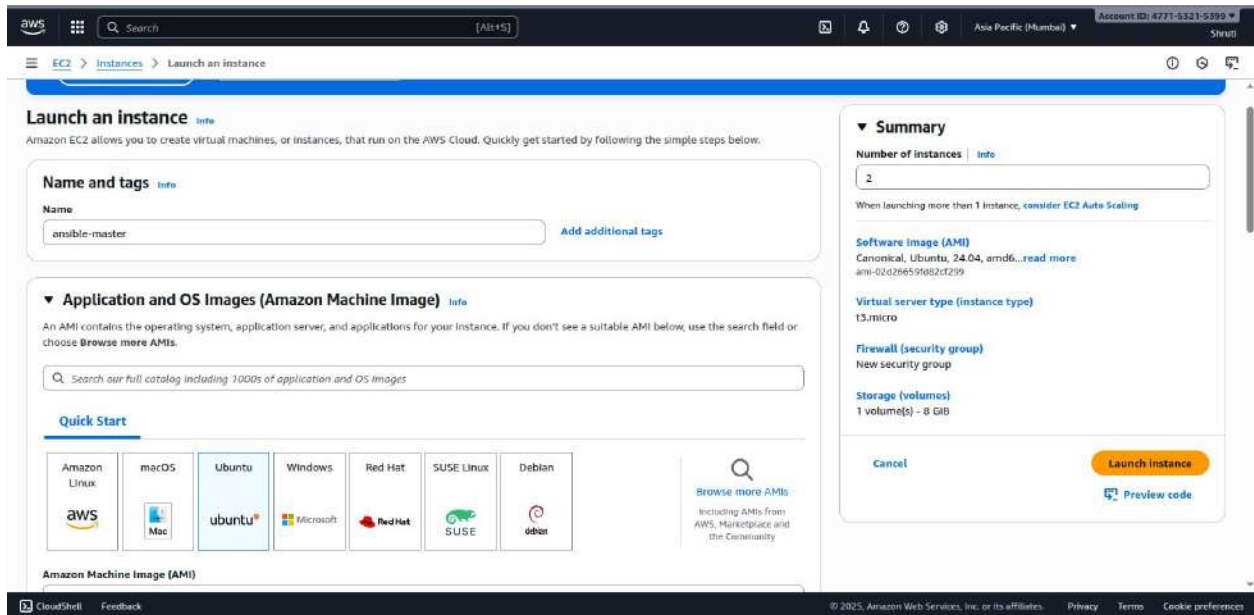 aws
Search
[Alt+S]
Asia Pacific (Mumbai)
Account ID: 4771-5321-5399
Shruti
EC2 > Instances > Launch an instance
Launch an instance Info
Amazon EC2 allows you to create virtual machines, or instances, that run on the AWS Cloud. Quickly get started by following the simple steps below.
Name and tags Info
Name
ansible-master
Add additional tags
Application and OS Images (Amazon Machine Image) Info
An AMI contains the operating system, application server, and applications for your instance. If you don't see a suitable AMI below, use the search field or
choose Browse more AMIs.
Search our full catalog including 1000s of application and OS images
Quick Start
Amazon
Linux
aws
macOS
Mac
Ubuntu
ubuntu
Windows
Microsoft
Red Hat
Red Hat
SUSE Linux
SUSE
Debian
debian
Browse more AMIs
Including AMIs from
AWS, Marketplace and
the Community
Amazon Machine Image (AMI)
Summary
Number of instances Info
2
When launching more than 1 instance, consider EC2 Auto Scaling
Software Image (AMI)
Canonical, Ubuntu, 24.04, amd6...read more
ami-02d26659fd82cf299
Virtual server type (instance type)
t3.micro
Firewall (security group)
New security group
Storage (volumes)
1 volume(s) - 8 GiB
Cancel
Launch instance
Preview code
CloudShell Feedback
© 2025, Amazon Web Services, Inc. or its affiliates. Privacy Terms Cookie preferences